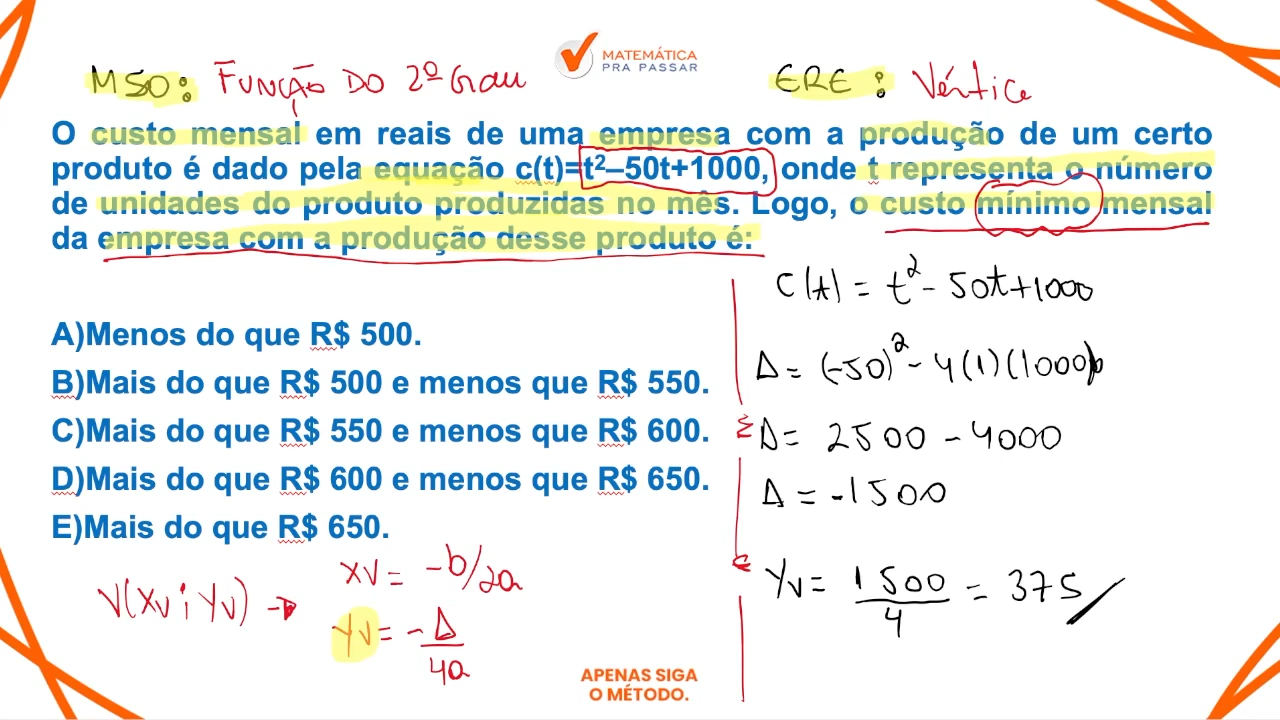 MATEMÁTICA
PRA PASSAR
MSO: FUNÇÃO DO 2º Grau
ERE: Vértice
O custo mensal em reais de uma empresa com a produção de um certo
produto é dado pela equação c(t)=t²–50t+1000, onde t representa o número
de unidades do produto produzidas no mês. Logo, o custo mínimo mensal
da empresa com a produção desse produto é:
A)Menos do que R$ 500.
B)Mais do que R$ 500 e menos que R$ 550.
C)Mais do que R$ 550 e menos que R$ 600.
D)Mais do que R$ 600 e menos que R$ 650.
E)Mais do que R$ 650.
V(XV; YV) →
XV = -b/2a
YV = -Δ/4a
C(t) = t² - 50t+1000
Δ = (-50)² - 4(1)(1000)
Δ = 2500 - 4000
Δ = -1500
YV = 1500/4 = 375
APENAS SIGA
O MÉTODO.